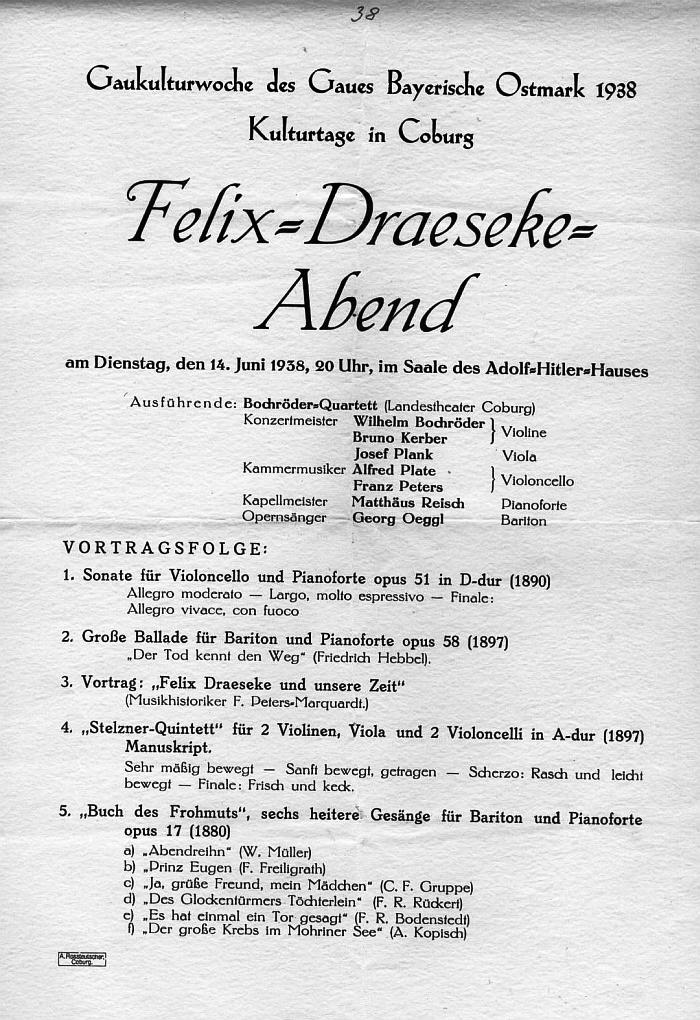 38
Gaukulturwoche des Gaues Bayerische Ostmark 1938
Kulturtage in Coburg
Felix=Draeseke=
Abend
am Dienstag, den 14. Juni 1938, 20 Uhr, im Saale des Adolf=Hitler=Hauses
Ausführende: Bochröder=Quartett (Landestheater Coburg)
Konzertmeister Wilhelm Bochröder } Violine
Bruno Kerber
Josef Plank Viola
Kammermusiker Alfred Plate } Violoncello
Franz Peters
Kapellmeister Matthäus Reisch Pianoforte
Opernsänger Georg Oeggl Bariton
VORTRAGSFOLGE:
1. Sonate für Violoncello und Pianoforte opus 51 in D-dur (1890)
Allegro moderato — Largo, molto espressivo — Finale:
Allegro vivace, con fuoco
2. Große Ballade für Bariton und Pianoforte opus 58 (1897)
„Der Tod kennt den Weg“ (Friedrich Hebbel).
3. Vortrag: „Felix Draeseke und unsere Zeit“
(Musikhistoriker F. Peters-Marquardt.)
4. „Stelzner-Quintett“ für 2 Violinen, Viola und 2 Violoncelli in A-dur (1897)
Manuskript.
Sehr mäßig bewegt — Sanft bewegt, getragen — Scherzo: Rasch und leicht
bewegt — Finale: Frisch und keck.
5. „Buch des Frohmuts“, sechs heitere Gesänge für Bariton und Pianoforte
opus 17 (1880)
a) „Abendreihn“ (W. Müller)
b) „Prinz Eugen (F. Freiligrath)
c) „Ja, grüße Freund, mein Mädchen“ (C. F. Gruppe)
d) „Des Glockentürmers Töchterlein“ (F. R. Rückert)
e) „Es hat einmal ein Tor gesagt“ (F. R. Bodenstedt)
f) „Der große Krebs im Mohriner See“ (A. Kopisch)
A. Rossteutscher,
Coburg.